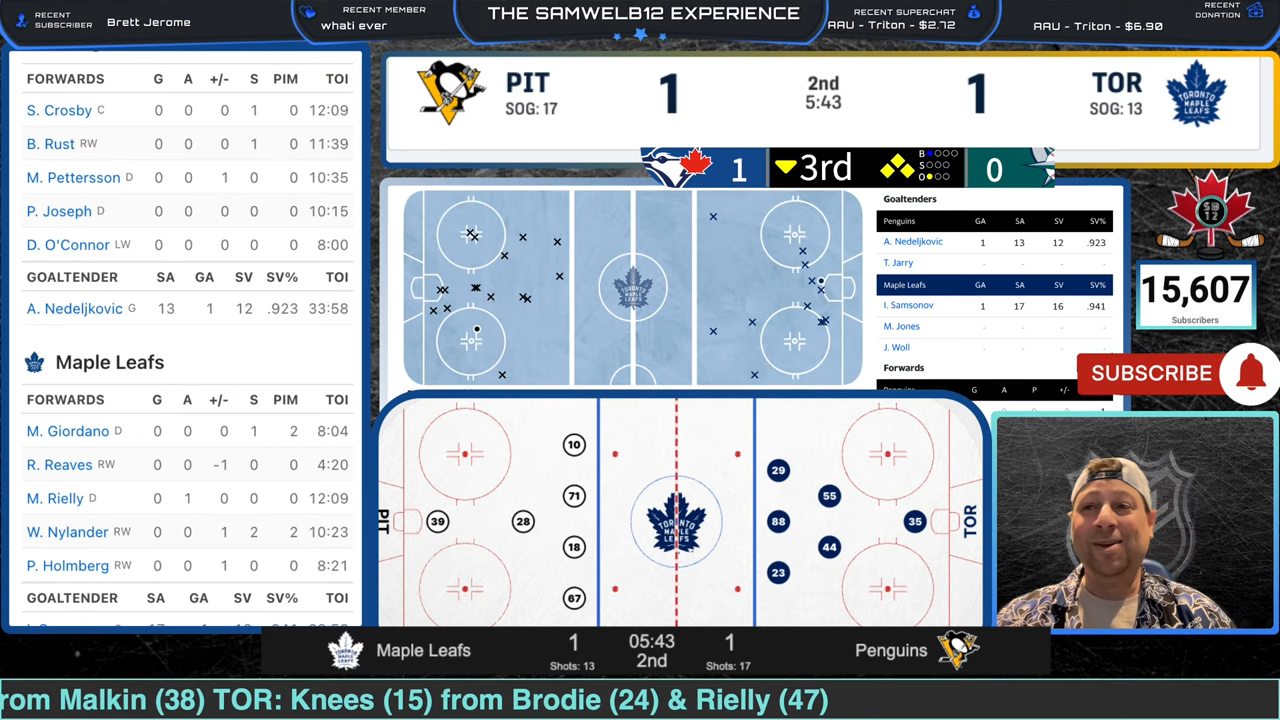 RECENT SUBSCRIBER
Brett Jerome
RECENT MEMBER
whati ever
THE SAMWELB12 EXPERIENCE
RECENT SUPERCHAT
AAU - Triton - $2.72
RECENT DONATION
AAU - Triton - $6.90
FORWARDS G A +/- S PIM TOI
S. Crosby C 0 0 0 1 0 12:09
B. Rust RW 0 0 0 1 0 11:39
M. Pettersson D 0 0 1 0 0 10:35
P. Joseph D 0 0 0 0 0 10:15
D. O'Connor LW 0 0 0 0 0 8:00
GOALTENDER SA GA SV SV% TOI
A. Nedeljkovic G 13 1 12 .923 33:58
Maple Leafs
FORWARDS G A +/- S PIM TOI
M. Giordano D 0 0 0 1 2 8:04
R. Reaves RW 0 0 -1 0 0 4:20
M. Rielly D 0 1 0 0 0 12:09
W. Nylander RW 0 0 1 2 2 10:23
P. Holmberg RW 0 0 1 0 0 8:21
GOALTENDER SA GA SV SV% TOI
PIT
SOG: 17
1
2nd
5:43
1
TOR
SOG: 13
1
3rd
B
S
O
0
TORONTO MAPLE LEAFS
Goaltenders
Penguins GA SA SV SV%
A. Nedeljkovic 1 13 12 .923
T. Jarry - - - -
Maple Leafs GA SA SV SV%
I. Samsonov 1 17 16 .941
M. Jones - - - -
J. Woll - - - -
Forwards
Penguins G A P +/-
SB
12
15,607
Subscribers
SUBSCRIBE
PIT
39
28
10
71
18
67
TORONTO MAPLE LEAFS
29
88
23
55
44
35
TOR
Maple Leafs
1
Shots: 13
05:43
2nd
1
Shots: 17
Penguins
rom Malkin (38) TOR: Knees (15) from Brodie (24) & Rielly (47)